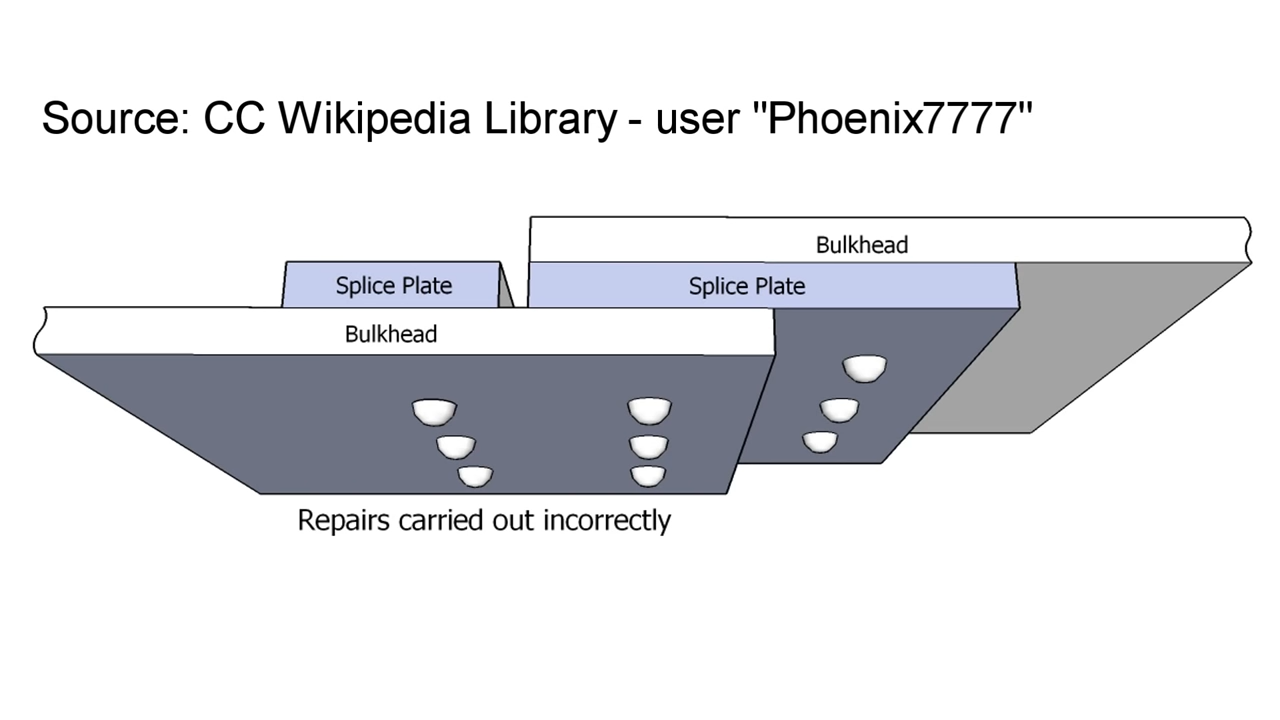 Source: CC Wikipedia Library - user "Phoenix7777"
Bulkhead
Splice Plate
Splice Plate
Bulkhead
Repairs carried out incorrectly